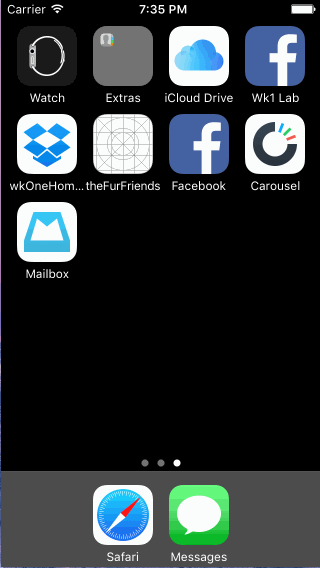 Carrier 7:35 PM
Watch Extras iCloud Drive Wk1 Lab
wkOneHom... theFurFriends Facebook Carousel
Mailbox
Safari Messages